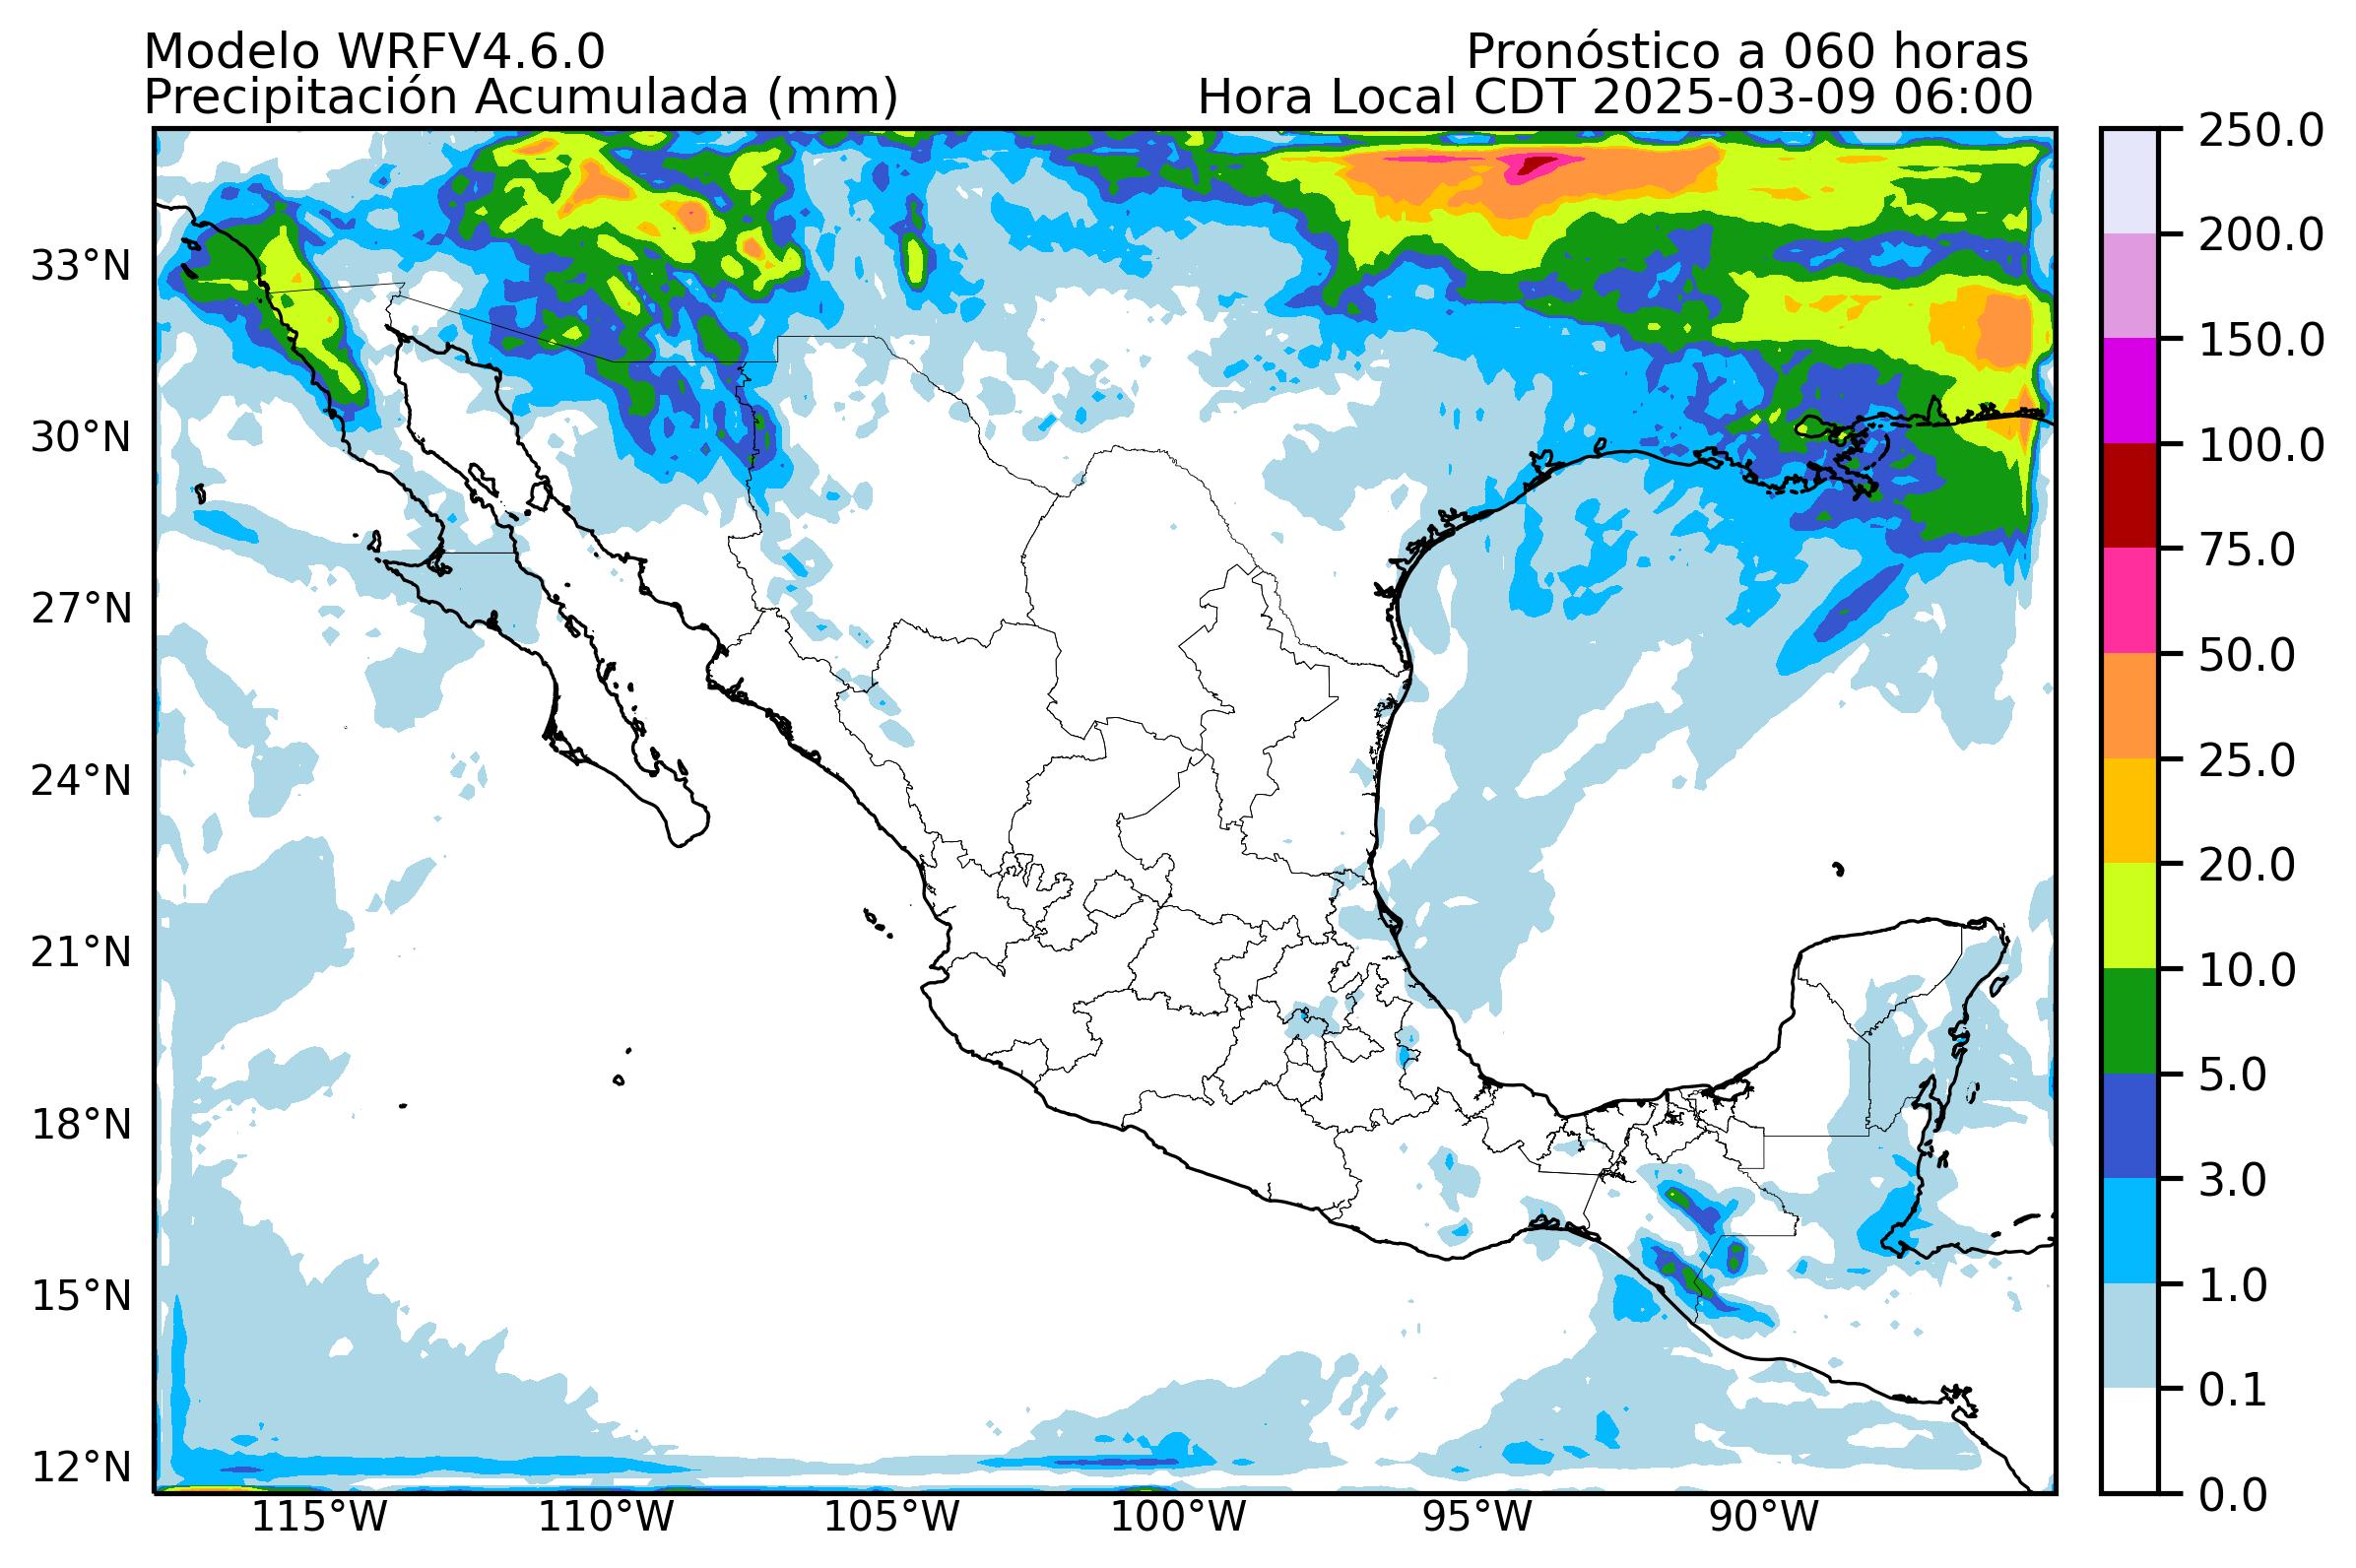 Modelo WRFV4.6.0
Pronóstico a 060 horas
Precipitación Acumulada (mm)
Hora Local CDT 2025-03-09 06:00
33°N
30°N
27°N
24°N
21°N
18°N
15°N
12°N
115°W
110°W
105°W
100°W
95°W
90°W
250.0
200.0
150.0
100.0
75.0
50.0
25.0
20.0
10.0
5.0
3.0
1.0
0.1
0.0